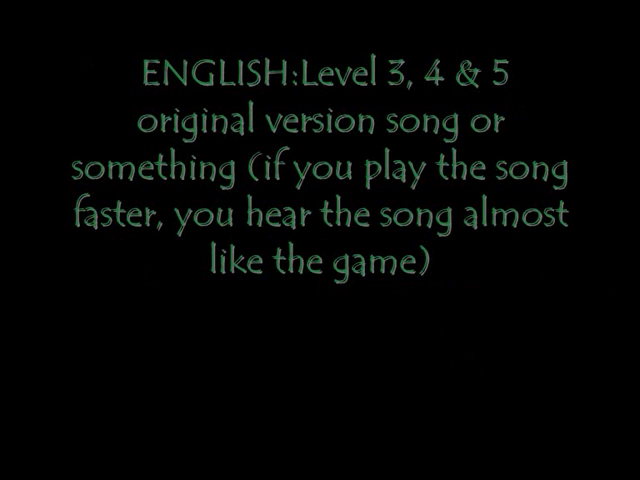 ENGLISH:Level 3, 4 & 5
original version song or
something (if you play the song
faster, you hear the song almost
like the game)